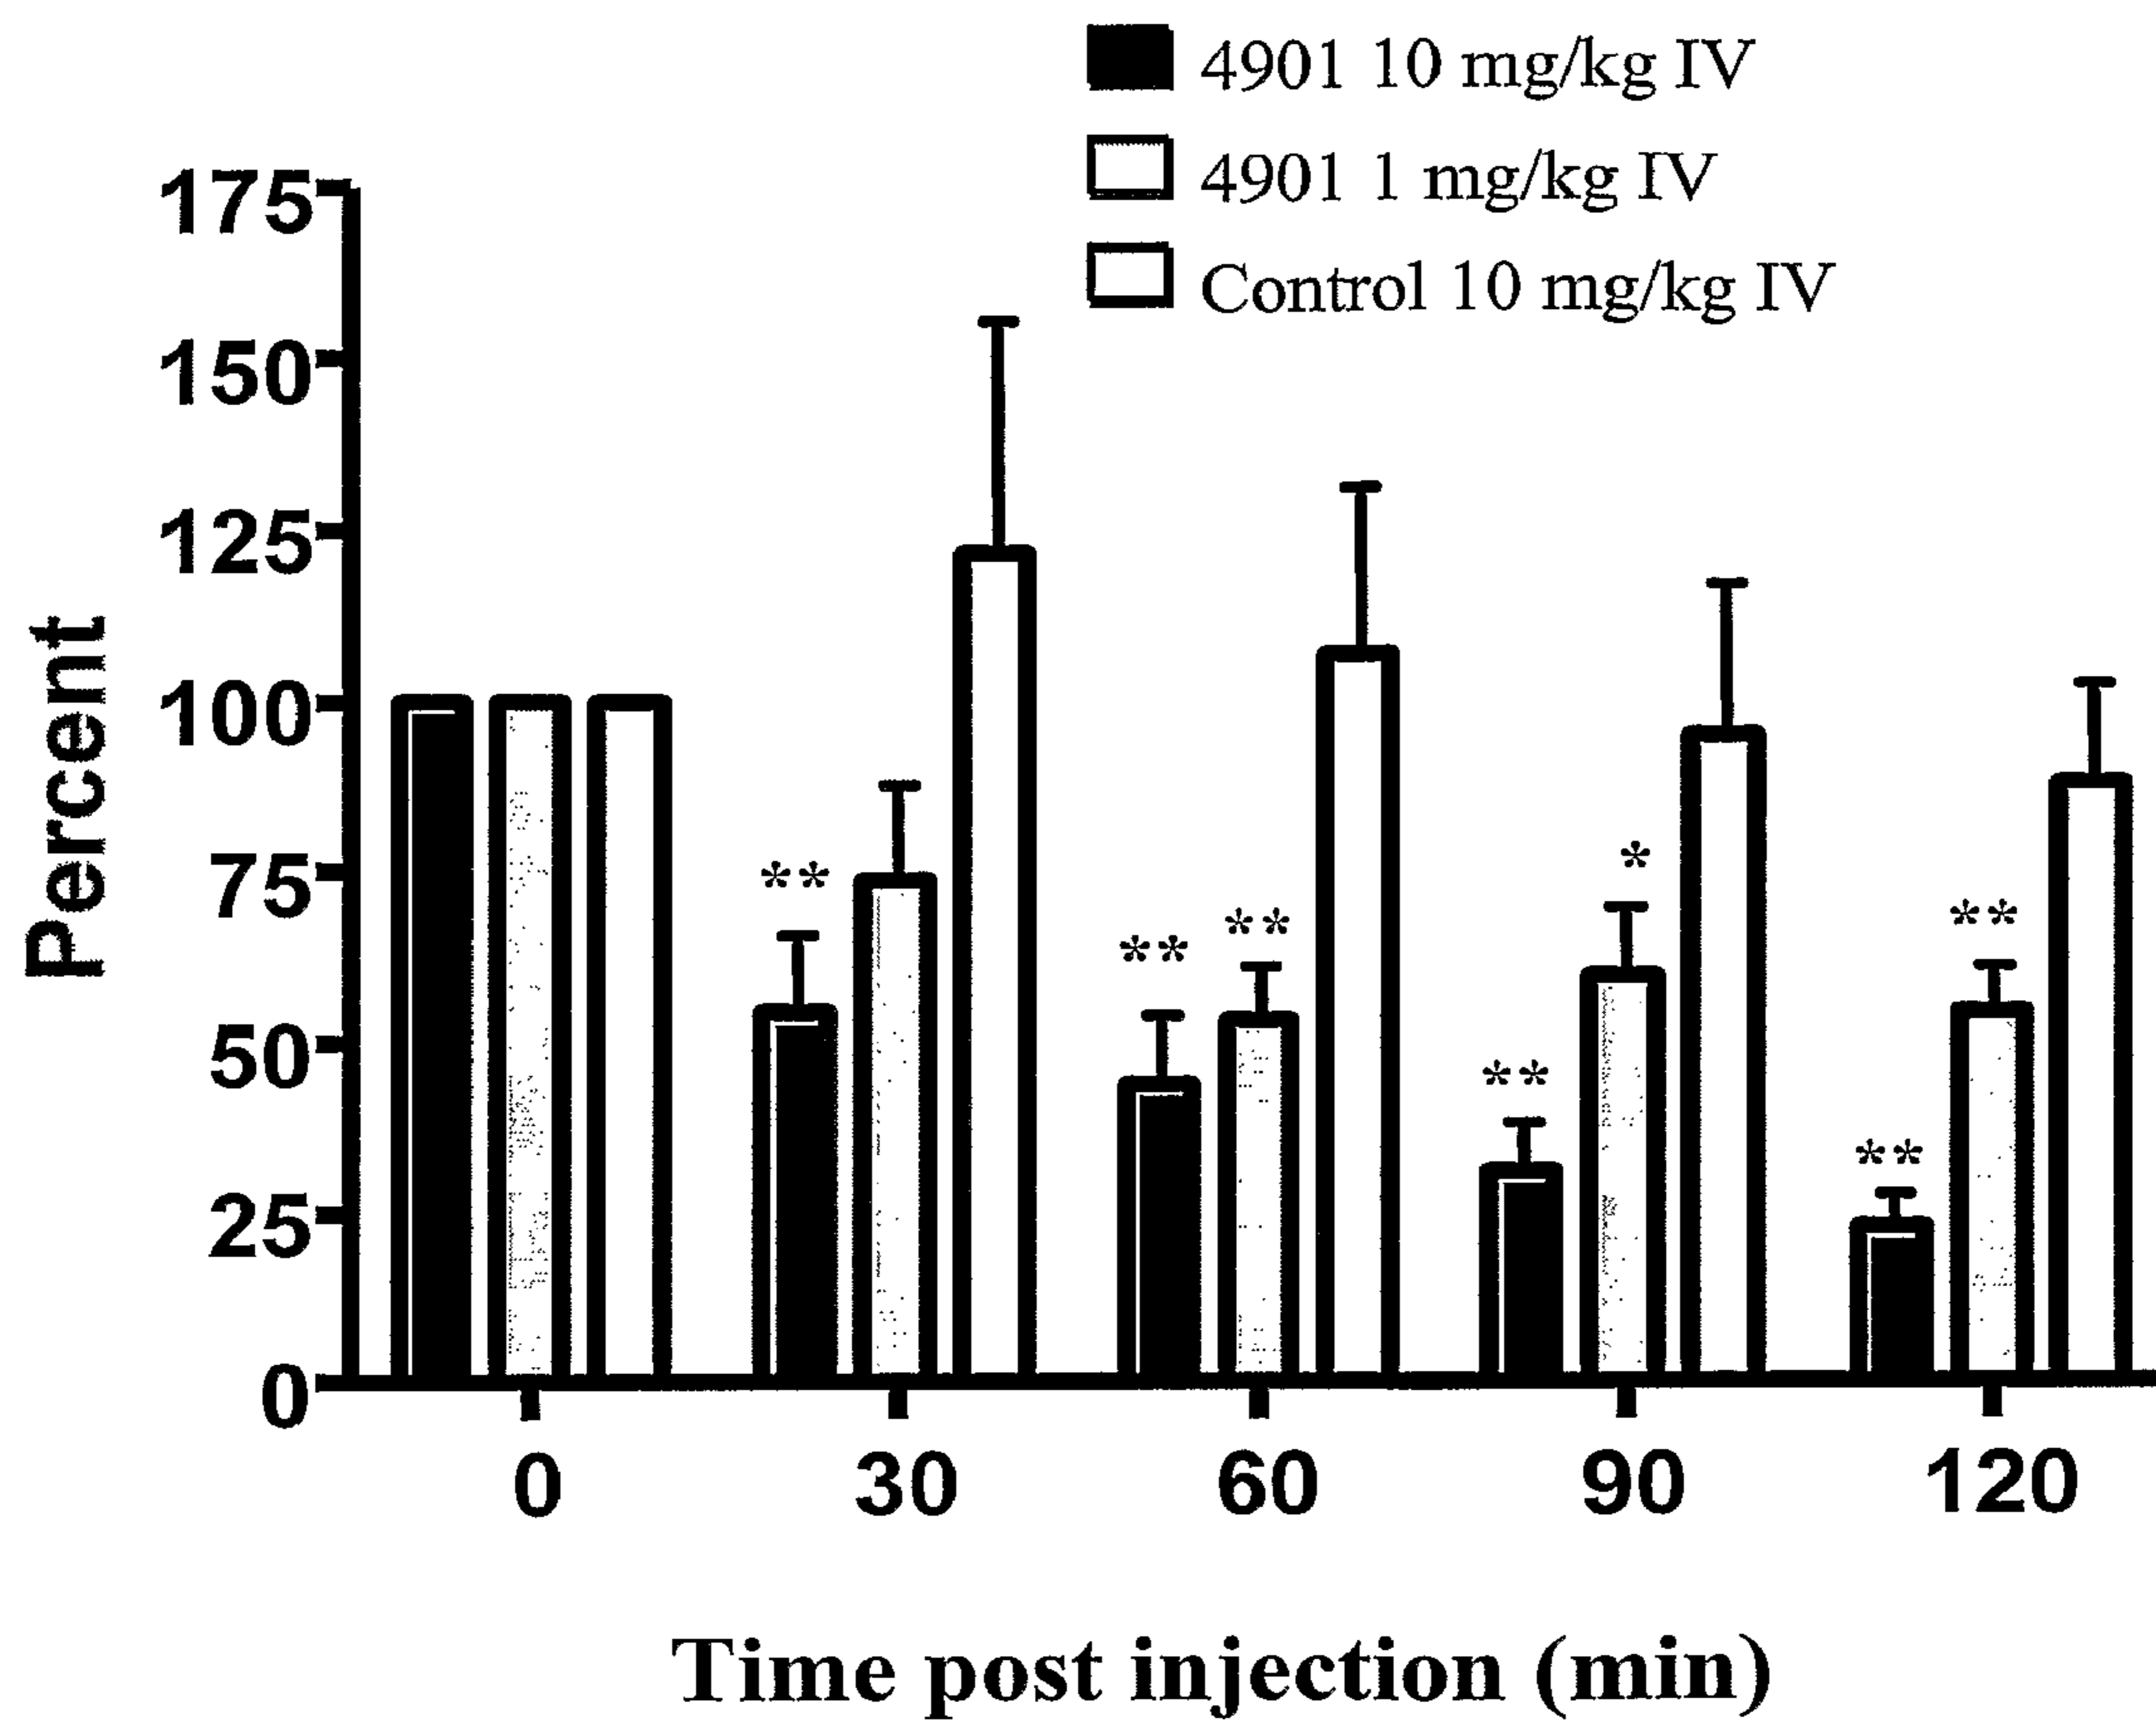 4901 10 mg/kg IV
4901 1 mg/kg IV
Control 10 mg/kg IV
175
150
125
100
75
50
25
0
Percent
**
**
**
**
*
**
**
0 30 60 90 120
Time post injection (min)